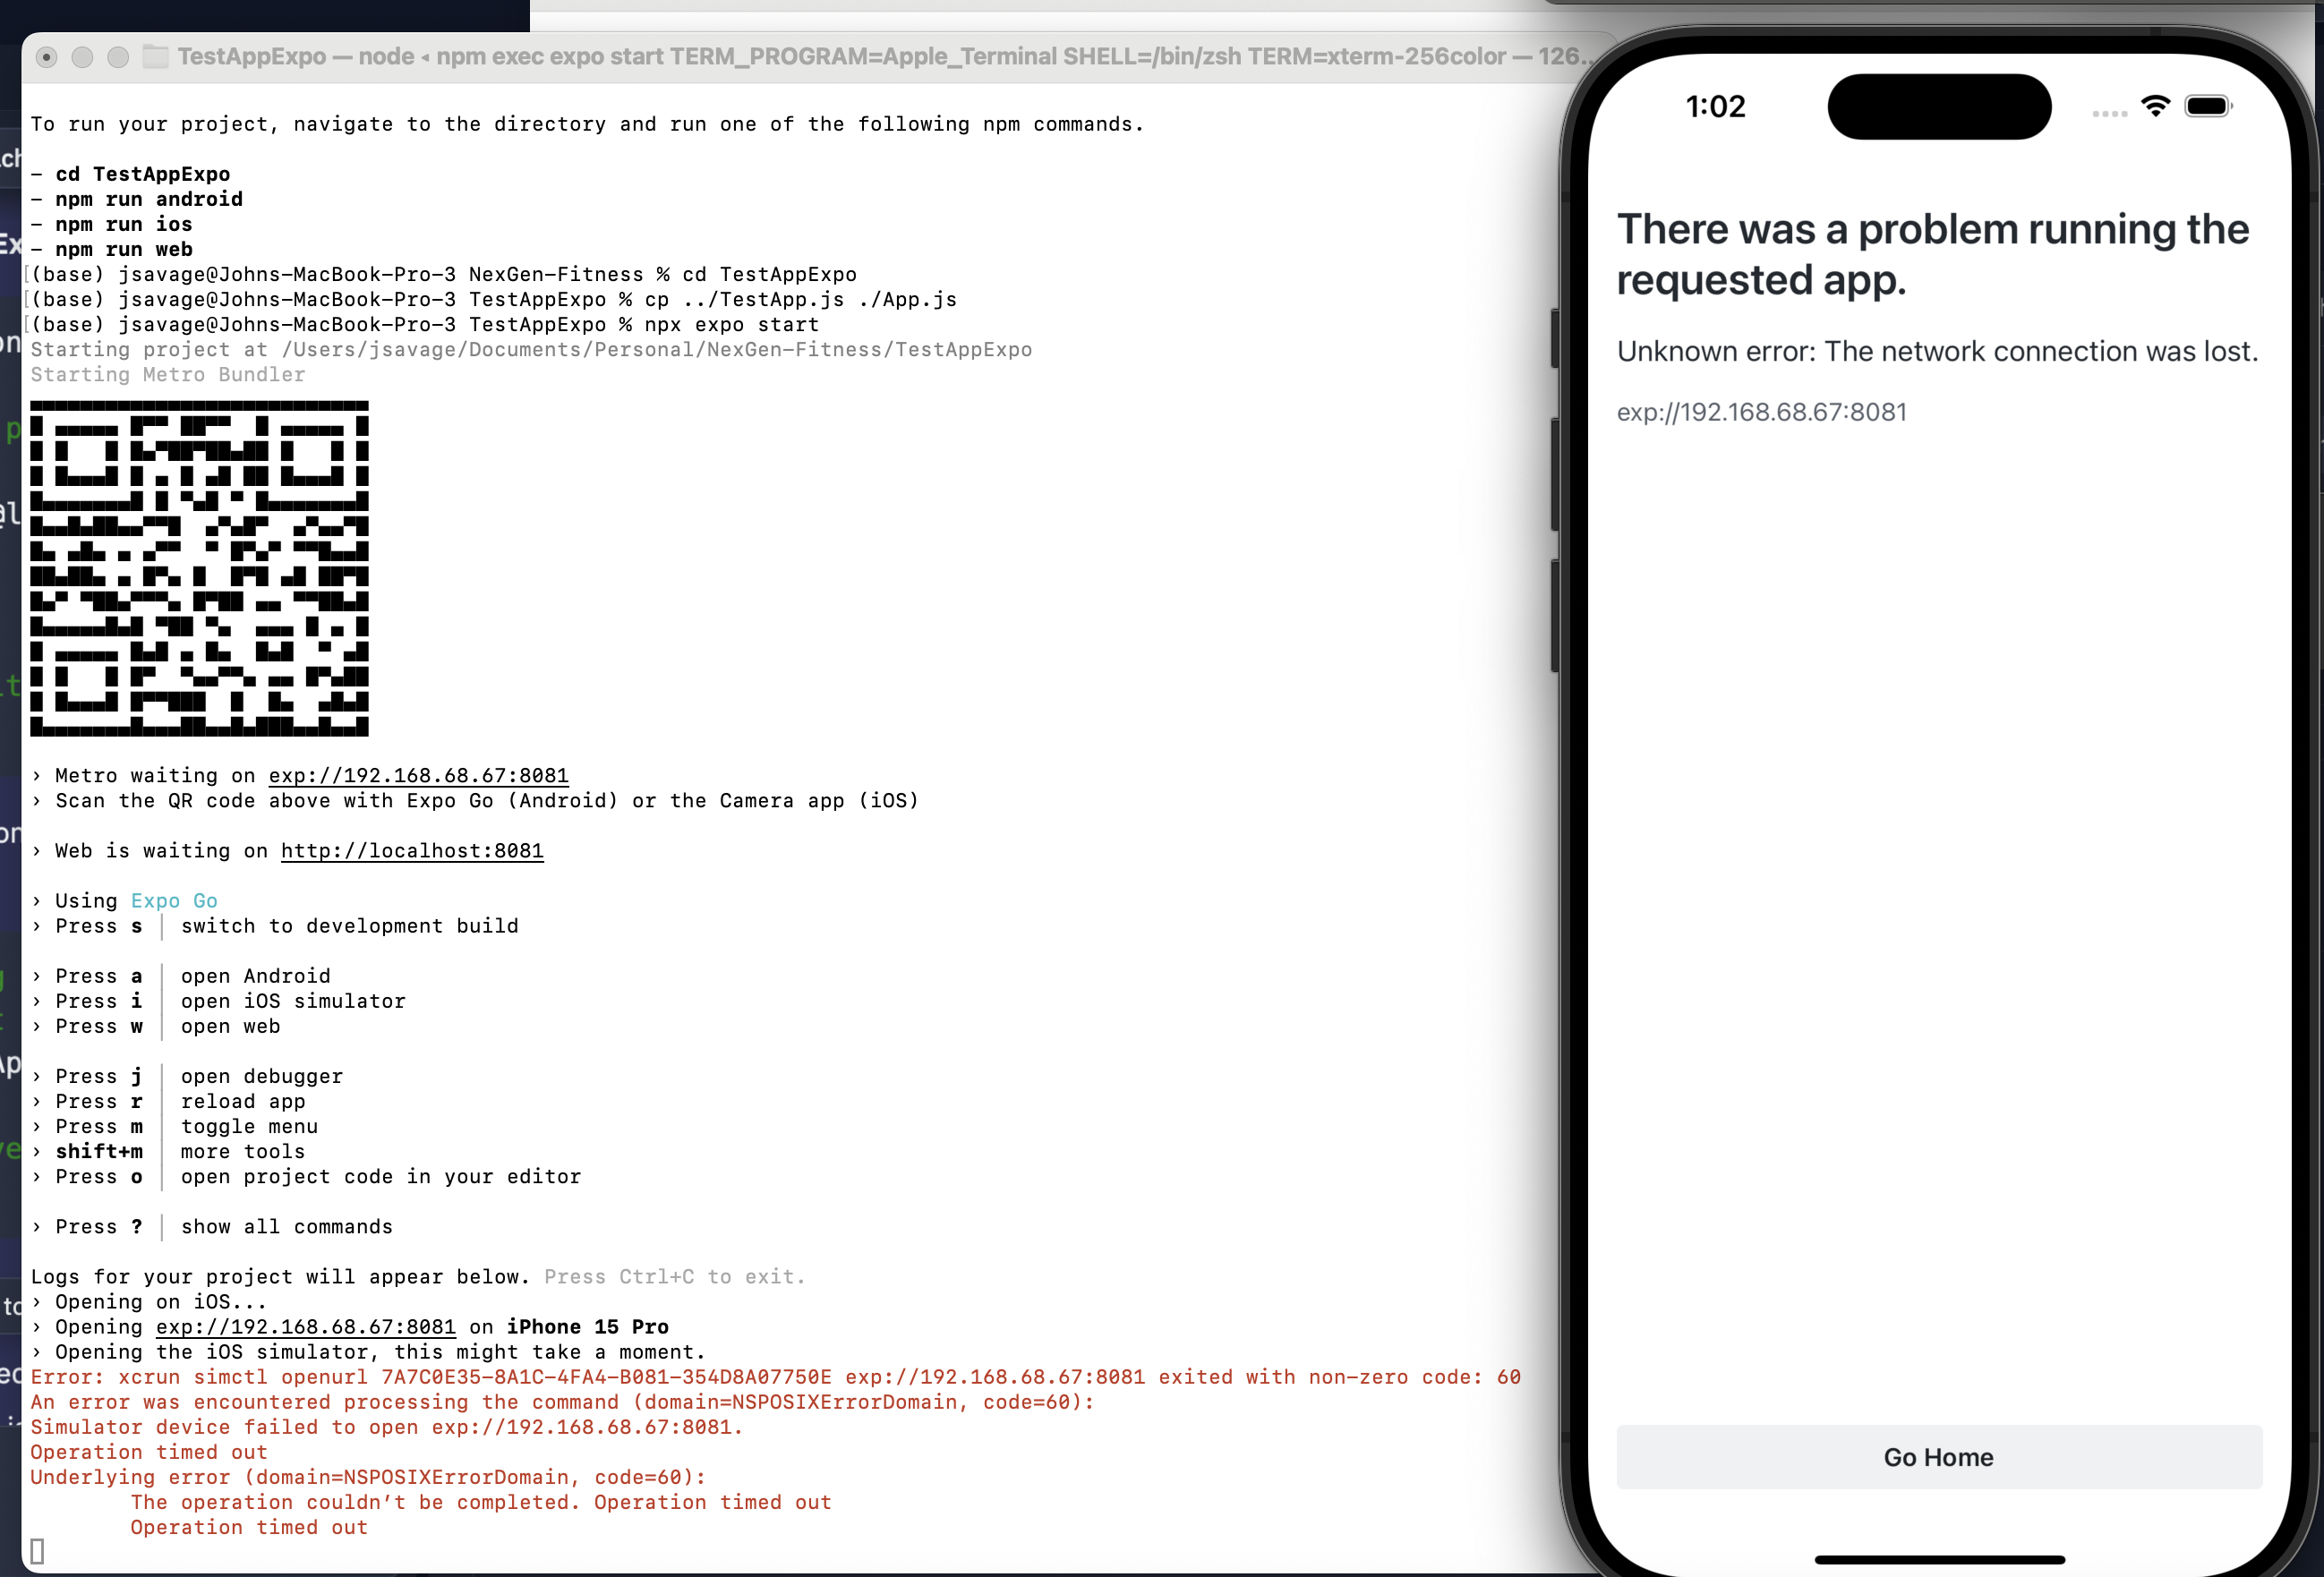 TestAppExpo — node ◂ npm exec expo start TERM_PROGRAM=Apple_Terminal SHELL=/bin/zsh TERM=xterm-256color — 126...
To run your project, navigate to the directory and run one of the following npm commands.
- cd TestAppExpo
- npm run android
- npm run ios
- npm run web
[(base) jsavage@Johns-MacBook-Pro-3 NexGen-Fitness % cd TestAppExpo
[(base) jsavage@Johns-MacBook-Pro-3 TestAppExpo % cp ../TestApp.js ./App.js
[(base) jsavage@Johns-MacBook-Pro-3 TestAppExpo % npx expo start
Starting project at /Users/jsavage/Documents/Personal/NexGen-Fitness/TestAppExpo
Starting Metro Bundler
› Metro waiting on exp://192.168.68.67:8081
› Scan the QR code above with Expo Go (Android) or the Camera app (iOS)
› Web is waiting on http://localhost:8081
› Using Expo Go
› Press s │ switch to development build
› Press a │ open Android
› Press i │ open iOS simulator
› Press w │ open web
› Press j │ open debugger
› Press r │ reload app
› Press m │ toggle menu
› shift+m │ more tools
› Press o │ open project code in your editor
› Press ? │ show all commands
Logs for your project will appear below. Press Ctrl+C to exit.
› Opening on iOS...
› Opening exp://192.168.68.67:8081 on iPhone 15 Pro
› Opening the iOS simulator, this might take a moment.
Error: xcrun simctl openurl 7A7C0E35-8A1C-4FA4-B081-354D8A07750E exp://192.168.68.67:8081 exited with non-zero code: 60
An error was encountered processing the command (domain=NSPOSIXErrorDomain, code=60):
Simulator device failed to open exp://192.168.68.67:8081.
Operation timed out
Underlying error (domain=NSPOSIXErrorDomain, code=60):
The operation couldn’t be completed. Operation timed out
Operation timed out
1:02
There was a problem running the
requested app.
Unknown error: The network connection was lost.
exp://192.168.68.67:8081
Go Home